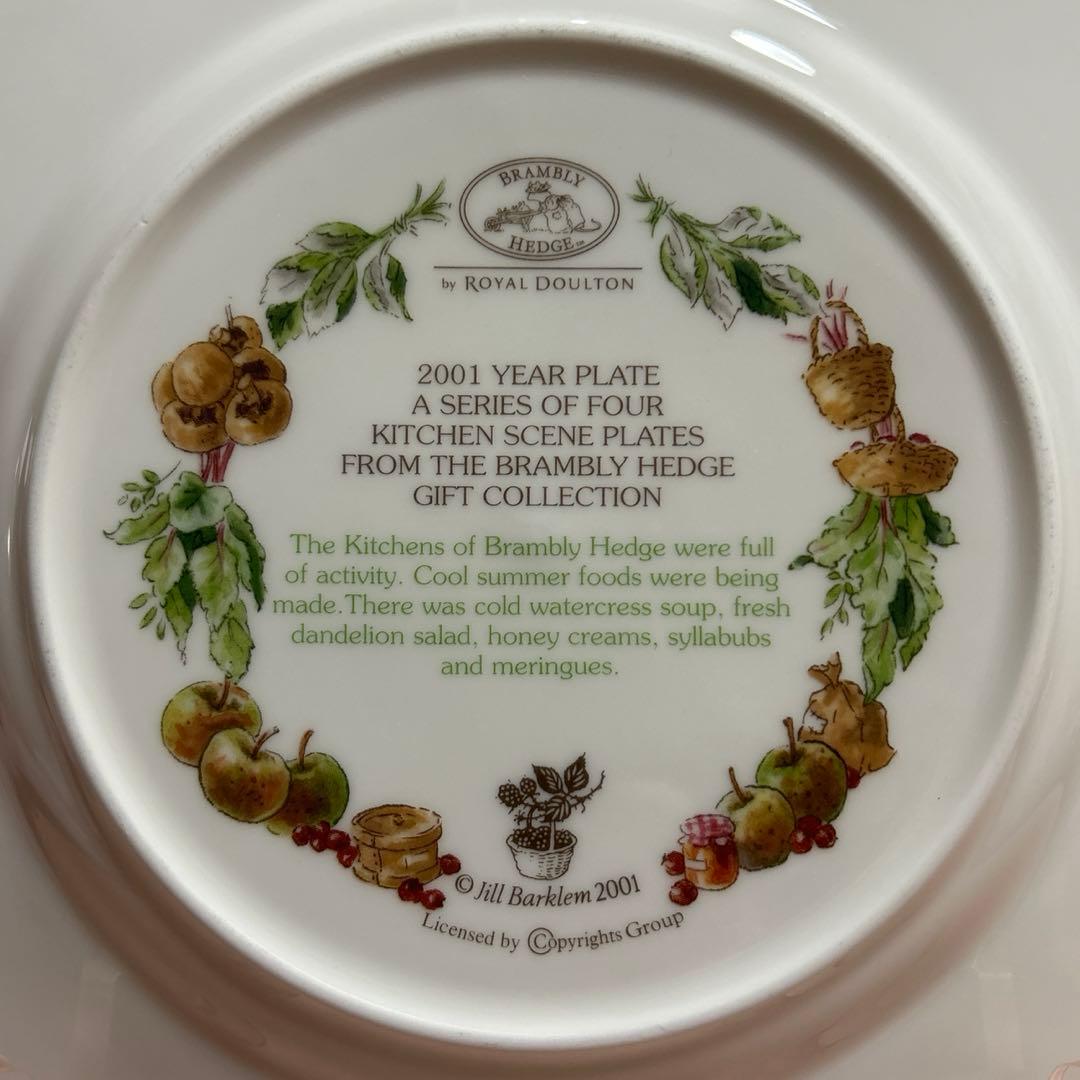 BRAMBLY
HEDGE™
by ROYAL DOULTON
2001 YEAR PLATE
A SERIES OF FOUR
KITCHEN SCENE PLATES
FROM THE BRAMBLY HEDGE
GIFT COLLECTION
The Kitchens of Brambly Hedge were full
of activity. Cool summer foods were being
made.There was cold watercress soup, fresh
dandelion salad, honey creams, syllabubs
and meringues.
© Jill Barklem 2001
Licensed by ©opyrights Group